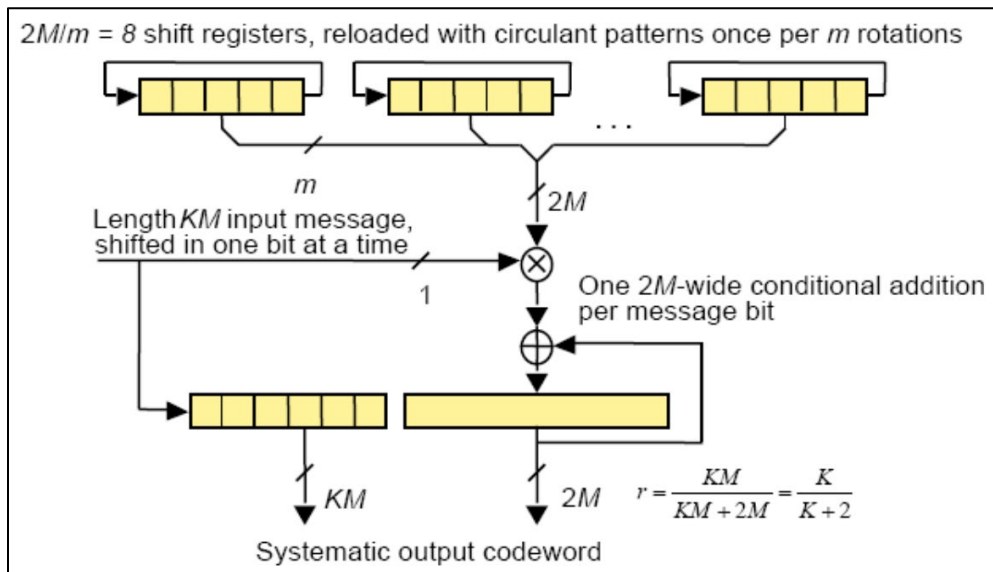 2M/m = 8 shift registers, reloaded with circulant patterns once per m rotations
. . .
m
2M
Length KM input message,
shifted in one bit at a time
1
One 2M-wide conditional addition
per message bit
KM
2M
r = KM / (KM + 2M) = K / (K + 2)
Systematic output codeword